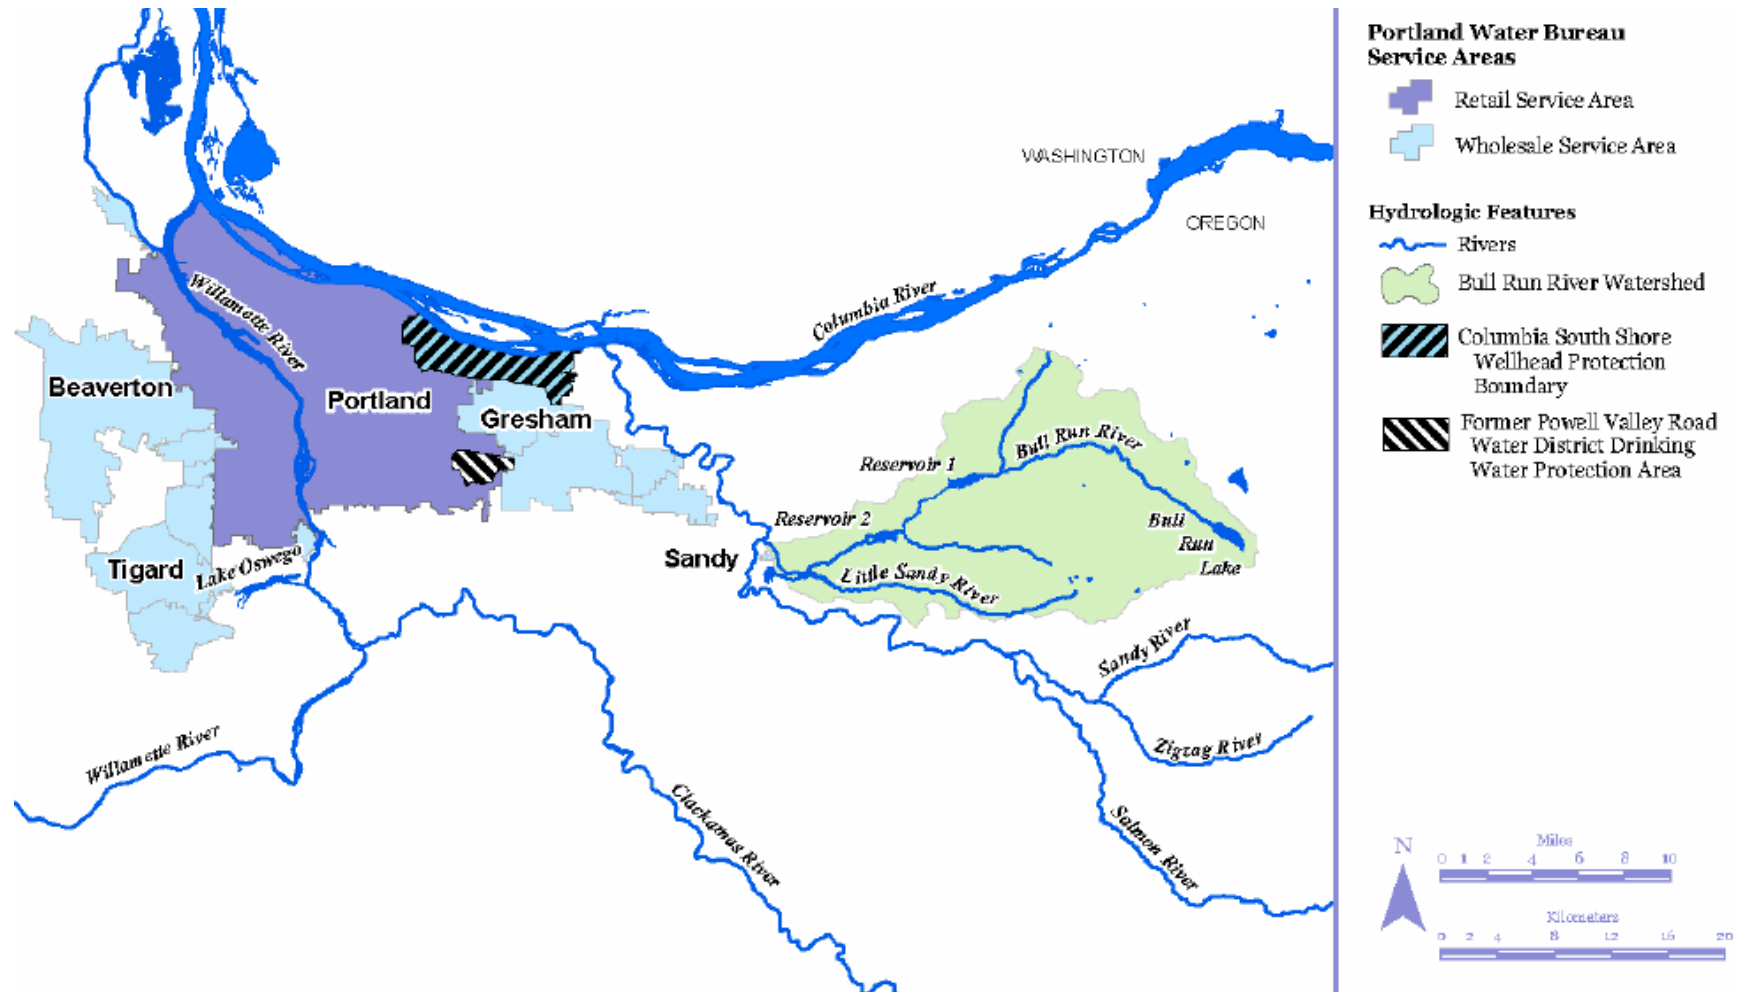 WASHINGTON
OREGON
Willamette River
Columbia River
Beaverton
Portland
Gresham
Bull Run River
Reservoir 1
Reservoir 2
Bull
Run
Lake
Sandy
Little Sandy River
Tigard
Lake Oswego
Sandy River
Zigzag River
Willamette River
Clackamas River
Salmon River
Portland Water Bureau
Service Areas
Retail Service Area
Wholesale Service Area
Hydrologic Features
Rivers
Bull Run River Watershed
Columbia South Shore
Wellhead Protection
Boundary
Former Powell Valley Road
Water District Drinking
Water Protection Area
N
Miles
0 1 2 4 6 8 10
Kilometers
0 2 4 8 12 16 20